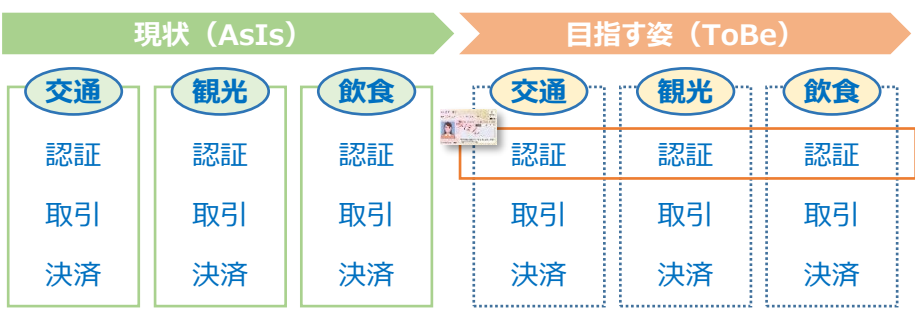 現状（AsIs） 目指す姿（ToBe）
交通 観光 飲食 交通 観光 飲食
認証 認証 認証 認証 認証 認証
取引 取引 取引 取引 取引 取引
決済 決済 決済 決済 決済 決済